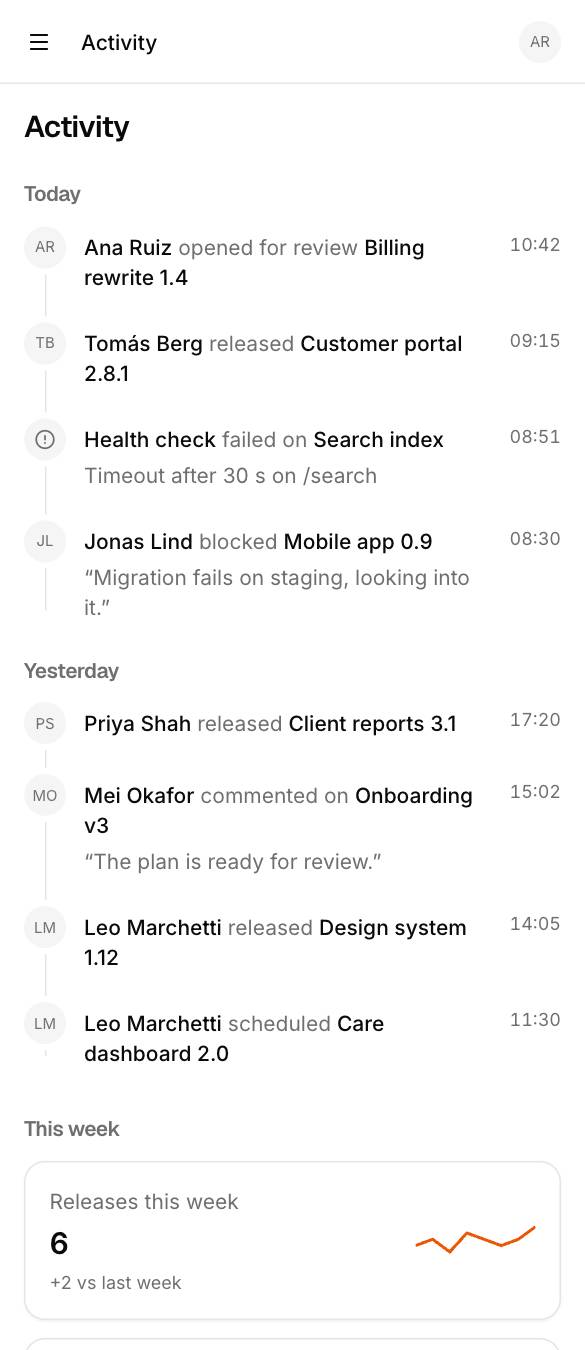 Activity
AR
Activity
Today
AR
Ana Ruiz opened for review Billing
rewrite 1.4
10:42
TB
Tomás Berg released Customer portal
2.8.1
09:15
Health check failed on Search index
08:51
Timeout after 30 s on /search
JL
Jonas Lind blocked Mobile app 0.9
08:30
“Migration fails on staging, looking into
it.”
Yesterday
PS
Priya Shah released Client reports 3.1
17:20
MO
Mei Okafor commented on Onboarding
v3
15:02
“The plan is ready for review.”
LM
Leo Marchetti released Design system
1.12
14:05
LM
Leo Marchetti scheduled Care
dashboard 2.0
11:30
This week
Releases this week
6
+2 vs last week